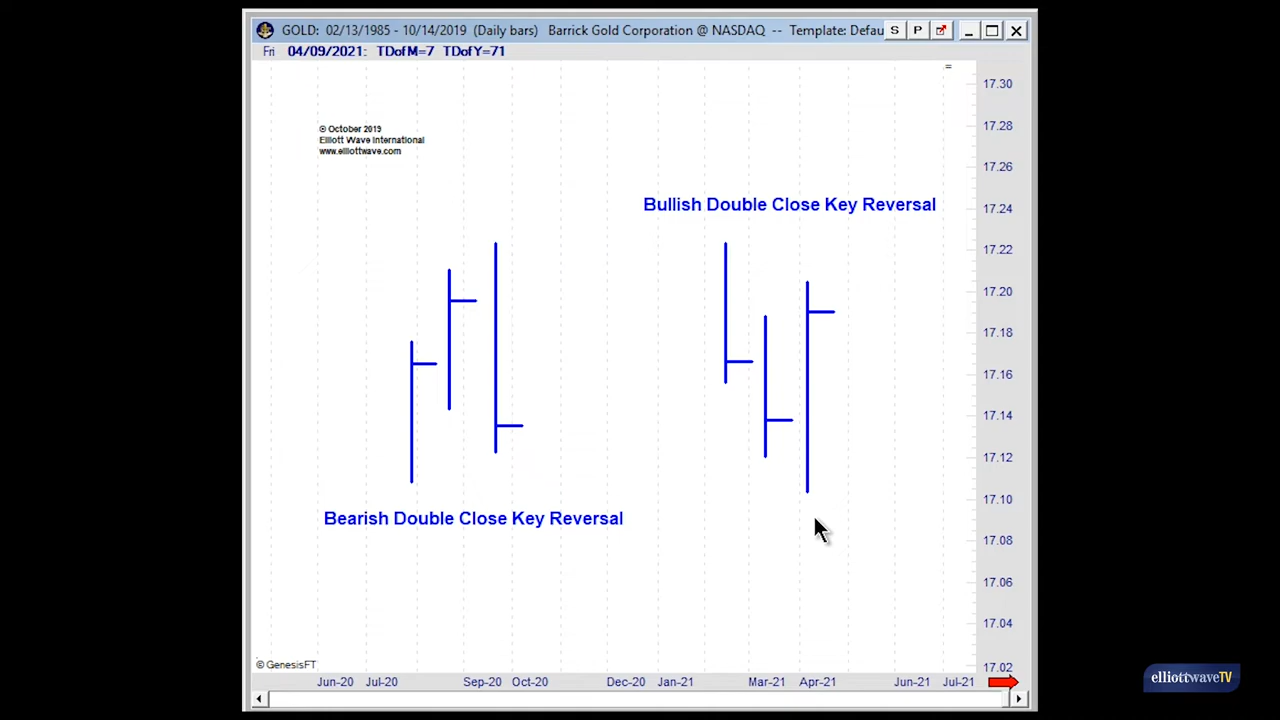 GOLD: 02/13/1985 - 10/14/2019 (Daily bars) Barrick Gold Corporation @ NASDAQ -- Template: Defau S P
Fri 04/09/2021: TDofM=7 TDofY=71
=
17.30
© October 2019
Elliott Wave International
www.elliottwave.com
17.28
17.26
Bullish Double Close Key Reversal
17.24
17.22
17.20
17.18
17.16
17.14
17.12
17.10
Bearish Double Close Key Reversal
17.08
17.06
17.04
© GenesisFT
17.02
Jun-20 Jul-20 Sep-20 Oct-20 Dec-20 Jan-21 Mar-21 Apr-21 Jun-21 Jul-21
elliottwaveTV